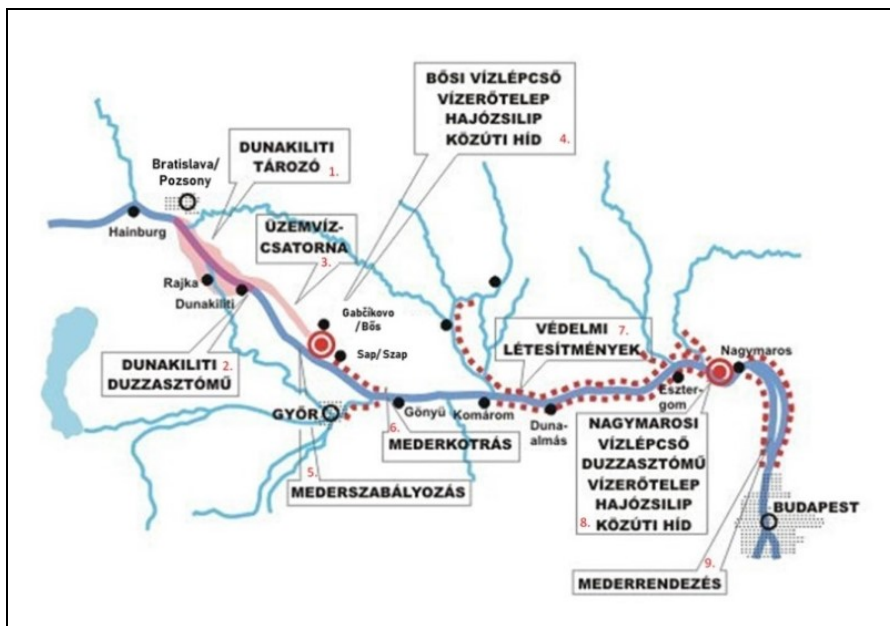 BŐSI VÍZLÉPCSŐ
VÍZERŐTELEP
HAJÓZSILIP
KÖZÚTI HÍD 4.
DUNAKILITI
TÁROZÓ 1.
Bratislava/
Pozsony
Hainburg
ÜZEMVÍZ-
CSATORNA
3.
Rajka
Dunakiliti
Gabčíkovo
/Bős
Sap/Szap
DUNAKILITI 2.
DUZZASTÓMŰ
VÉDELMI 7.
LÉTESÍTMÉNYEK
Nagymaros
GYŐR
Gönyü
Komárom
Duna-
almás
Eszter-
gom
6. MEDERKOTRÁS
5.
MEDERSZABÁLYOZÁS
NAGYMAROSI
VÍZLÉPCSŐ
DUZZASTÓMŰ
VÍZERŐTELEP
HAJÓZSILIP
8. KÖZÚTI HÍD
BUDAPEST
9.
MEDERRENDEZÉS